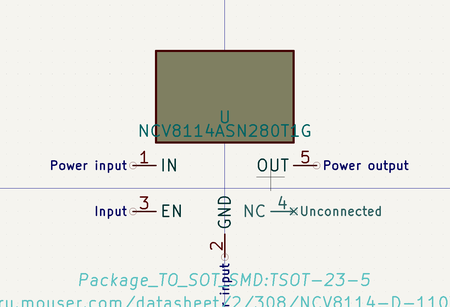 U
NCV8114ASN280T1G
Power input 1 IN OUT 5 Power output
Input 3 EN GND NC 4 Unconnected
2
r input
Package_TO_SOT_SMD:TSOT-23-5
ru.mouser.com/datasheet/2/308/NCV8114-D-110